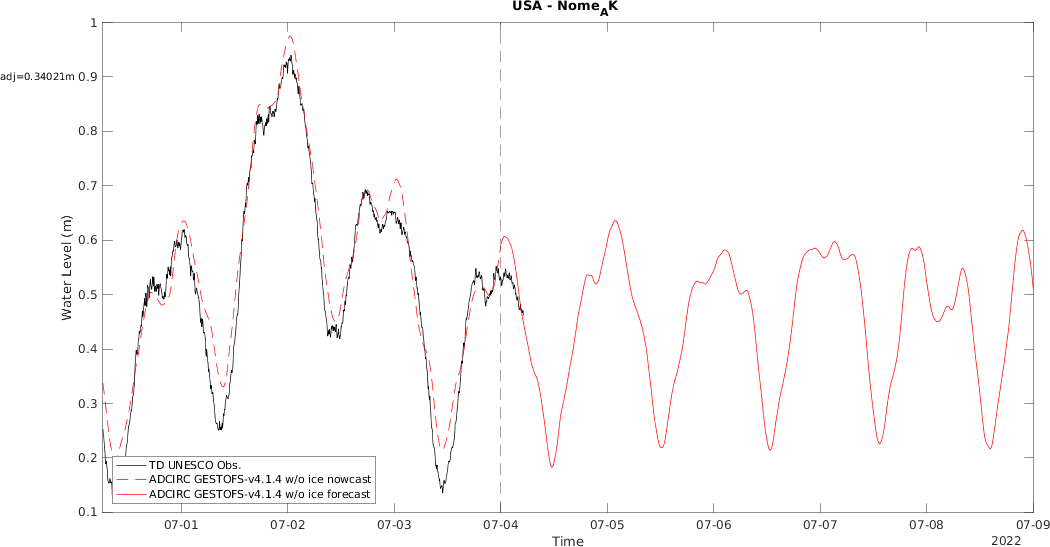 USA - Nome_AK
adj=0.34021m
Water Level (m)
1
0.9
0.8
0.7
0.6
0.5
0.4
0.3
0.2
0.1
TD UNESCO Obs.
ADCIRC GESTOFS-v4.1.4 w/o ice nowcast
ADCIRC GESTOFS-v4.1.4 w/o ice forecast
07-01 07-02 07-03 07-04 07-05 07-06 07-07 07-08 07-09
Time
2022